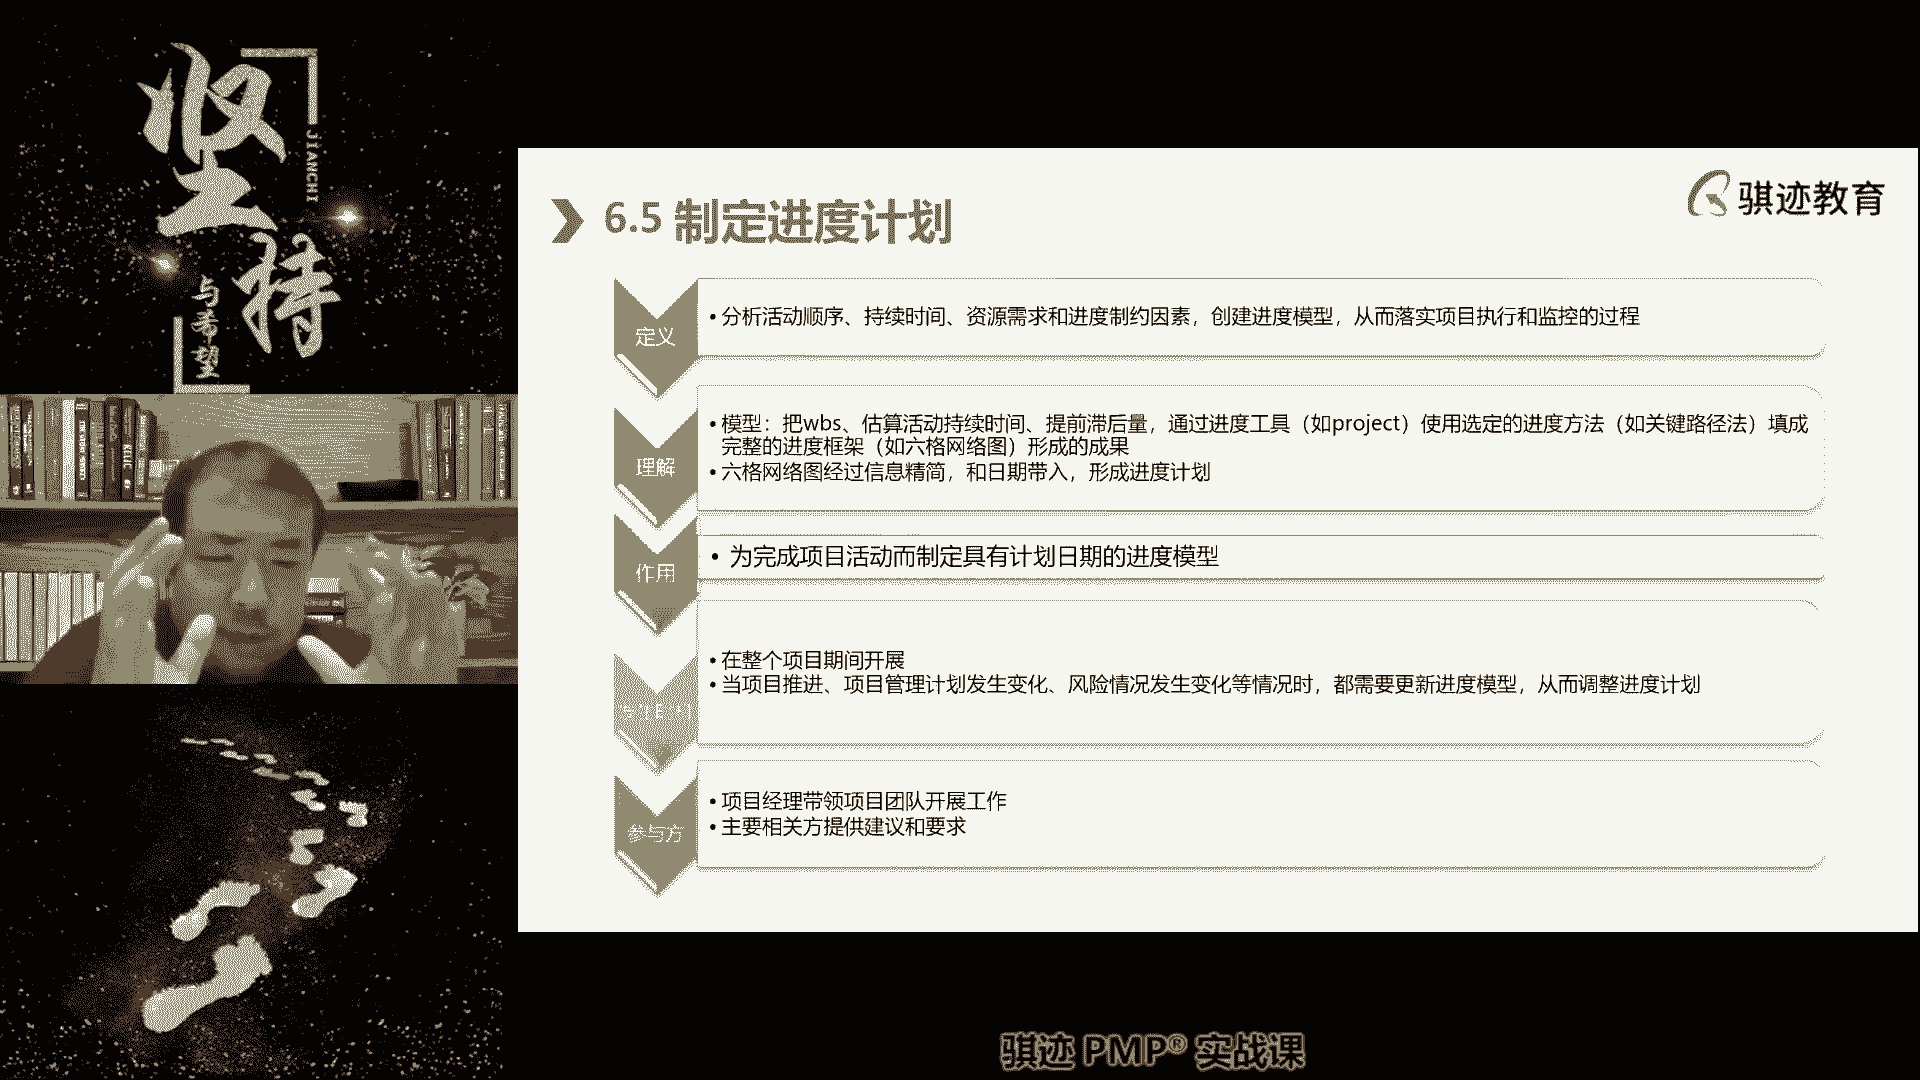 坚持
JIANCHI
与希望
骐迹教育
6.5 制定进度计划
定义
• 分析活动顺序、持续时间、资源需求和进度制约因素，创建进度模型，从而落实项目执行和监控的过程
理解
• 模型：把wbs、估算活动持续时间、提前滞后量，通过进度工具（如project）使用选定的进度方法（如关键路径法）填成
完整的进度框架（如六格网络图）形成的成果
• 六格网络图经过信息精简，和日期带入，形成进度计划
作用
• 为完成项目活动而制定具有计划日期的进度模型
• 在整个项目期间开展
• 当项目推进、项目管理计划发生变化、风险情况发生变化等情况时，都需要更新进度模型，从而调整进度计划
参与方
• 项目经理带领项目团队开展工作
• 主要相关方提供建议和要求
骐迹 PMP® 实战课